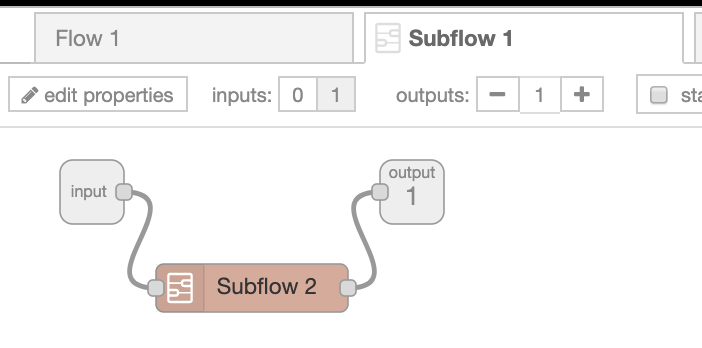 Flow 1
Subflow 1
edit properties
inputs: 0 1
outputs: 1
input
output
1
Subflow 2